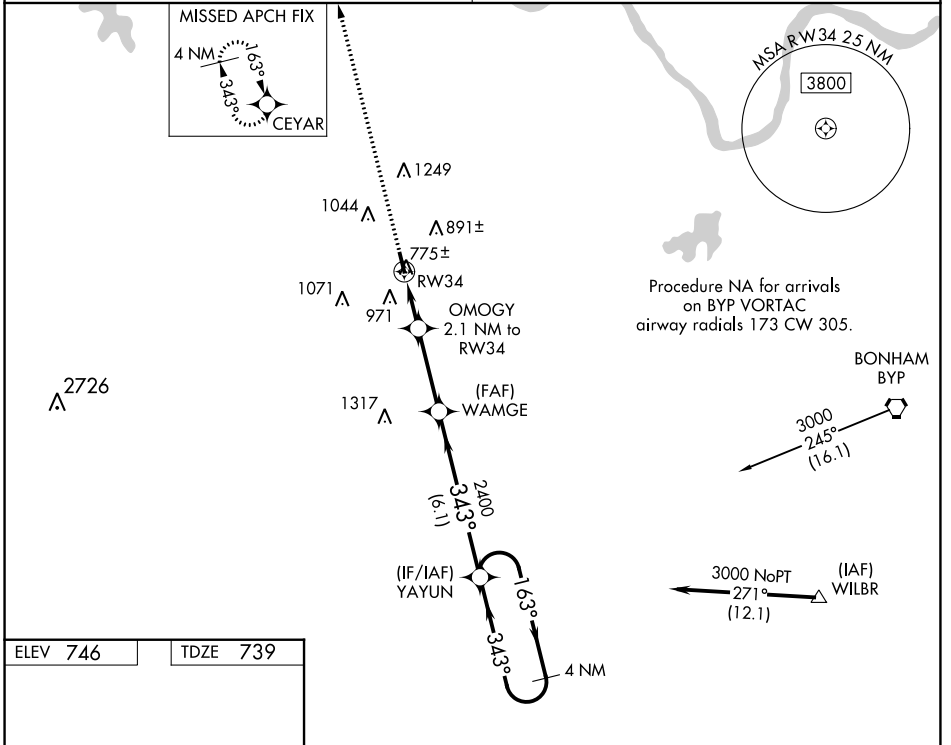 MISSED APCH FIX
4 NM
163°
343°
CEYAR
MSA RW34 25 NM
3800
1249
1044
891±
775±
RW34
1071
971
OMOGY
2.1 NM to
RW34
Procedure NA for arrivals
on BYP VORTAC
airway radials 173 CW 305.
BONHAM
BYP
2726
1317
(FAF)
WAMGE
3000
245°
(16.1)
2400
343°
(6.1)
(IF/IAF)
YAYUN
163°
343°
4 NM
3000 NoPT
271°
(12.1)
(IAF)
WILBR
ELEV 746
TDZE 739